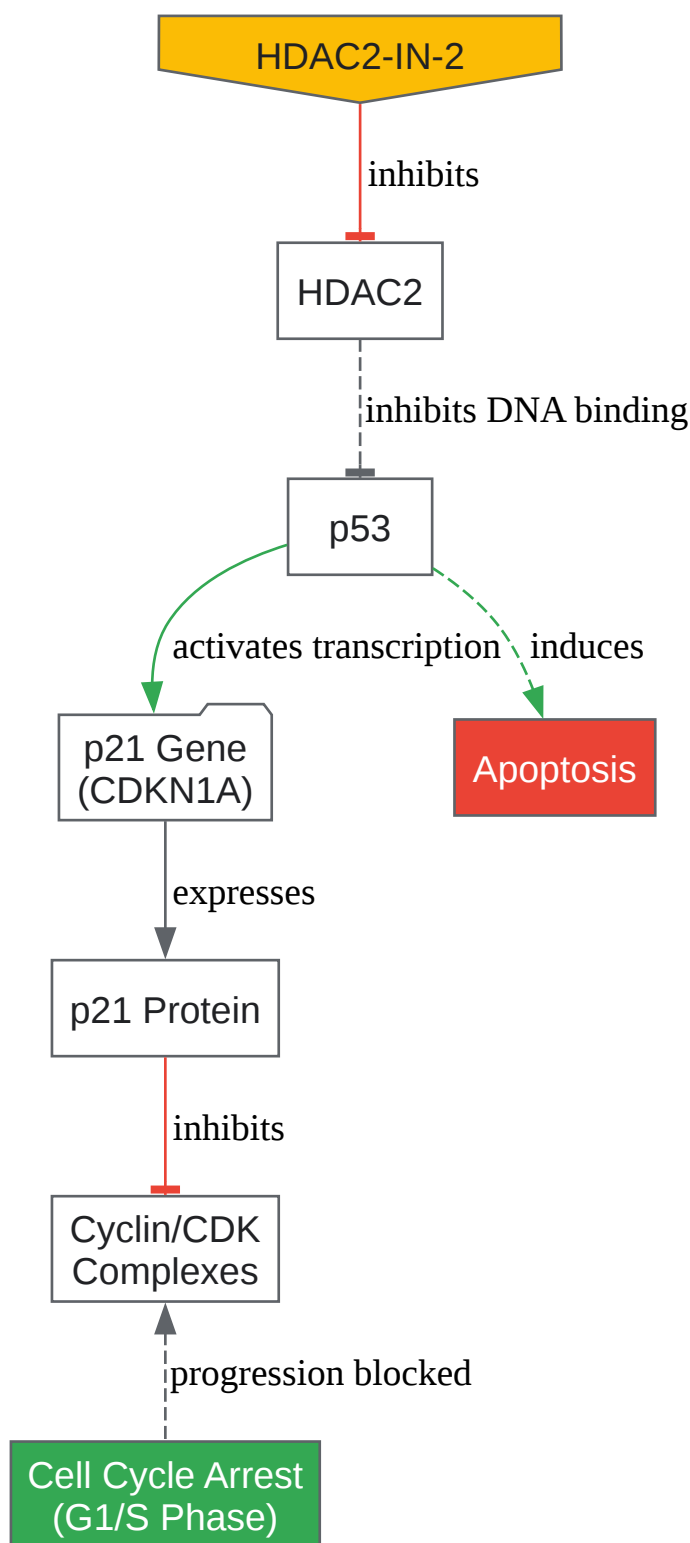 HDAC2-IN-2
inhibits
HDAC2
inhibits DNA binding
p53
activates transcription
induces
p21 Gene
(CDKN1A)
Apoptosis
expresses
p21 Protein
inhibits
Cyclin/CDK
Complexes
progression blocked
Cell Cycle Arrest
(G1/S Phase)